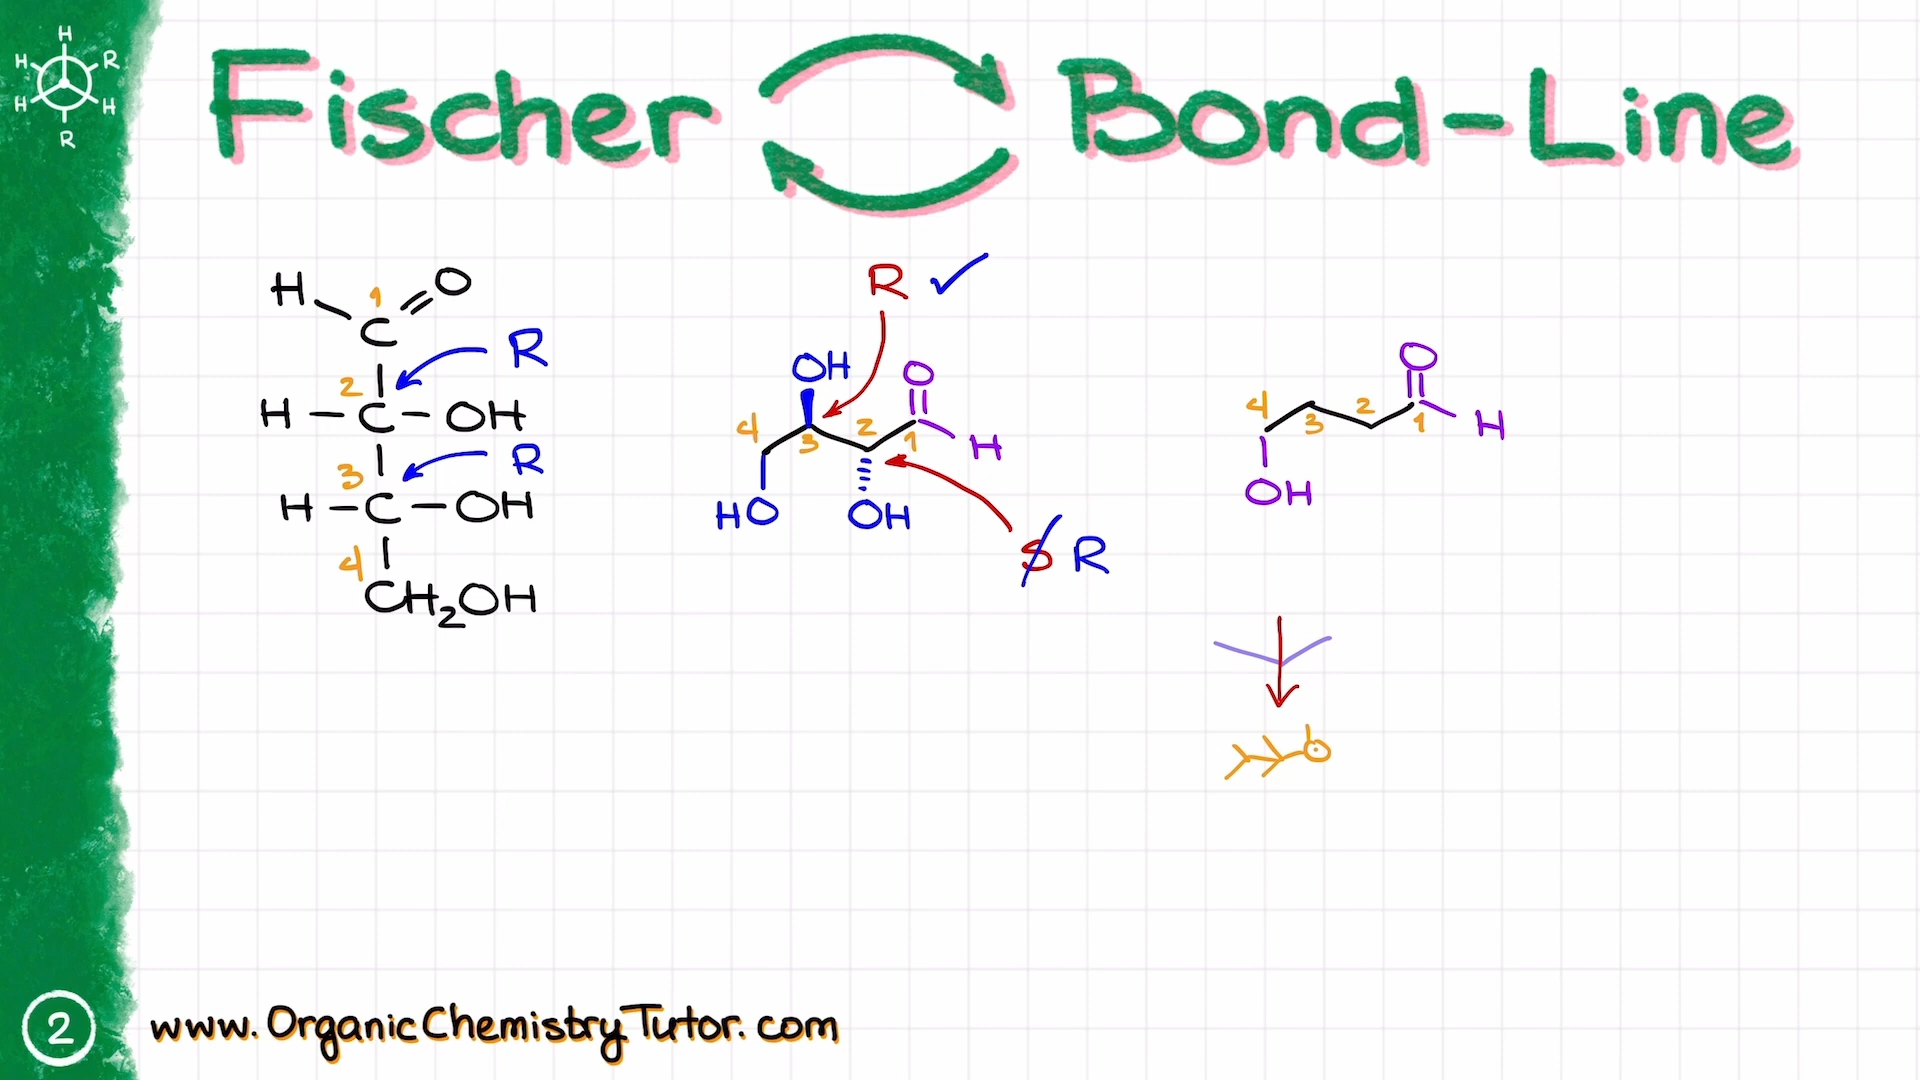 H
H R
H H
R
Fischer Bond-Line
H 1 O
C
R
2
H - C - OH
R
3
H - C - OH
4
CH2OH
R ✓
OH O
4 3 2 1 H
HO OH
S R
O
4 3 2 1 H
OH
2 www.OrganicChemistryTutor.com